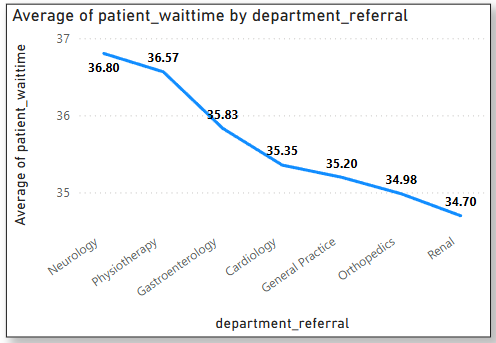 Average of patient_waittime by department_referral
Average of patient_waittime
37
36
35
36.80
36.57
35.83
35.35
35.20
34.98
34.70
Neurology
Physiotherapy
Gastroenterology
Cardiology
General Practice
Orthopedics
Renal
department_referral